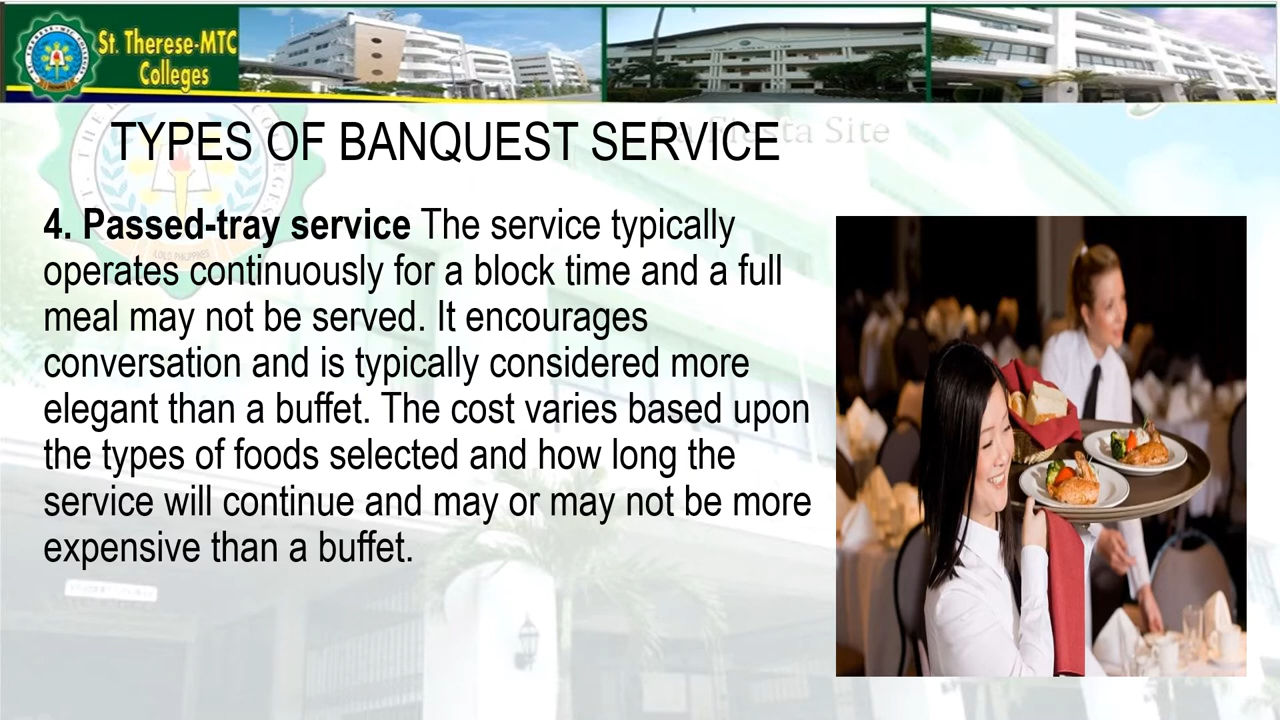 St. Therese-MTC
Colleges
La Fiesta Site
TYPES OF BANQUEST SERVICE
4. Passed-tray service The service typically
operates continuously for a block time and a full
meal may not be served. It encourages
conversation and is typically considered more
elegant than a buffet. The cost varies based upon
the types of foods selected and how long the
service will continue and may or may not be more
expensive than a buffet.